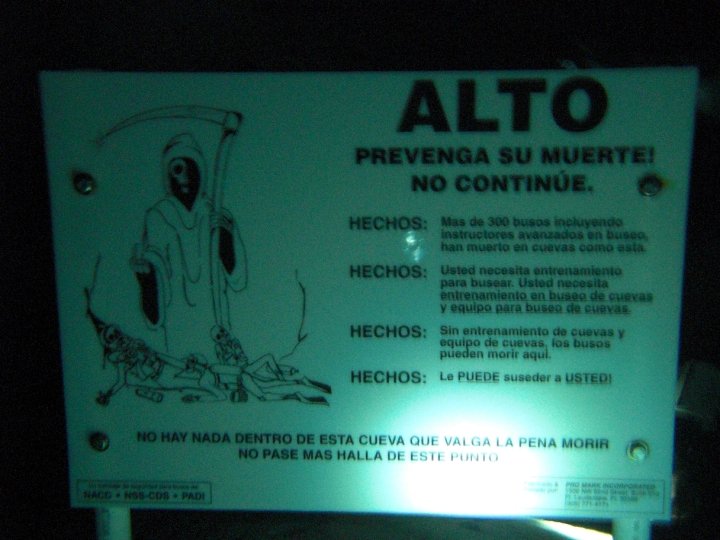 ALTO
PREVENGA SU MUERTE!
NO CONTINÚE.
HECHOS: Mas de 300 busos incluyendo
instructores avanzados en buseo,
han muerto en cuevas como esta.
HECHOS: Usted necesita entrenamiento
para busear. Usted necesita
entrenamiento en buseo de cuevas
y equipo para buseo de cuevas.
HECHOS: Sin entrenamiento de cuevas y
equipo de cuevas, los busos
pueden morir aqui.
HECHOS: Le PUEDE suseder a USTED!
NO HAY NADA DENTRO DE ESTA CUEVA QUE VALGA LA PENA MORIR
NO PASE MAS HALLA DE ESTE PUNTO
NACD • NSS-CDS • PADI
PRO MARK INCORPORATED